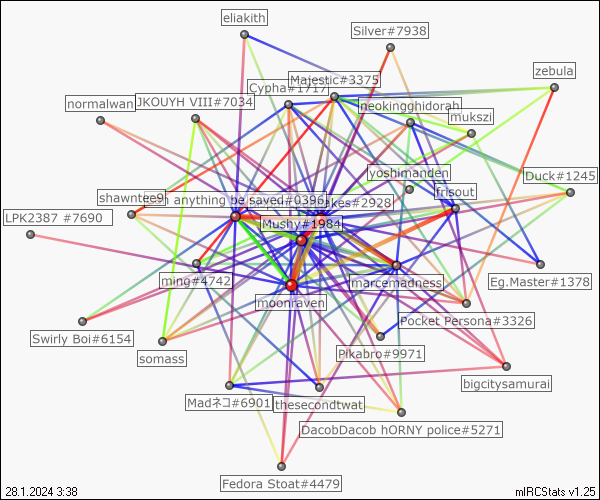 eliakith
Silver#7938
zebula
Majestic#3375
Cypha#1717
normalwan
JKOUYH VIII#7034
neokingghidorah
mukszi
yoshimanden
Duck#1245
frisout
shawntee9
n anything be saved#0396
akes#2928
LPK2387 #7690
Mushy#1984
ming#4742
marcemadness
Eg.Master#1378
moonraven
Pocket Persona#3326
Swirly Boi#6154
somass
Pikabro#9971
bigcitysamurai
Madネコ#6901
thesecondtwat
DacobDacob hORNY police#5271
Fedora Stoat#4479
28.1.2024 3:38
mIRCStats v1.25